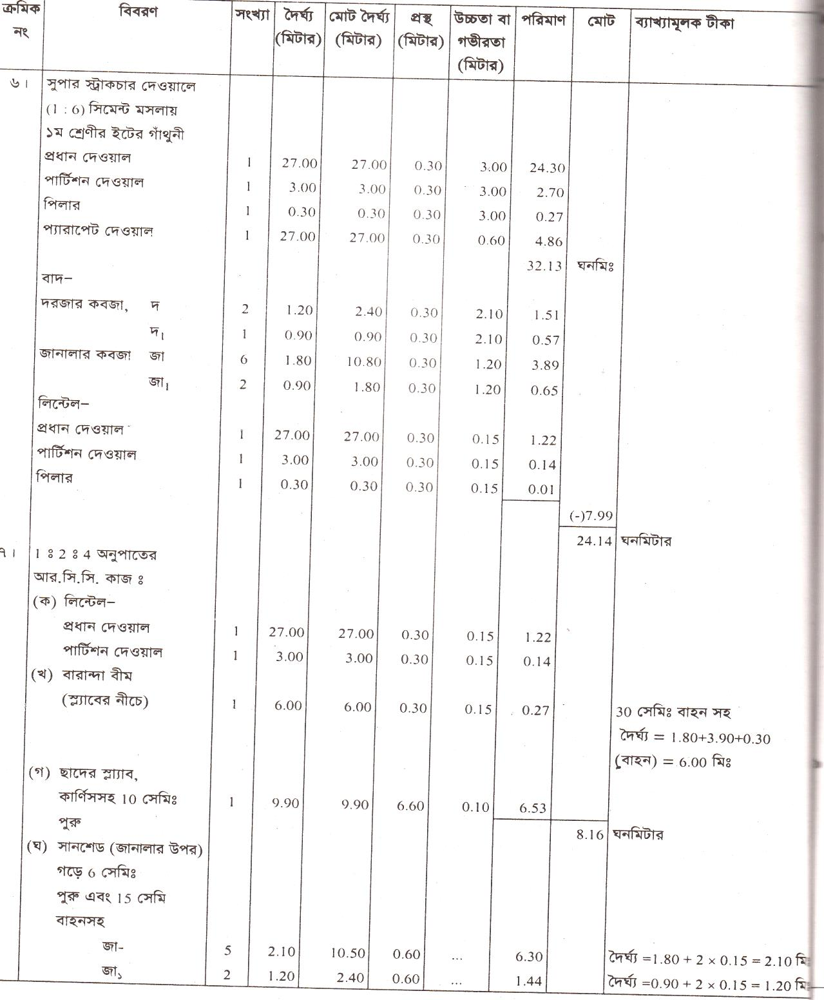 ক্রমিক নং বিবরণ সংখ্যা দৈর্ঘ্য (মিটার) মোট দৈর্ঘ্য (মিটার) প্রস্থ (মিটার) উচ্চতা বা গভীরতা (মিটার) পরিমাণ মোট ব্যাখ্যামূলক টীকা
৬। সুপার স্ট্রাকচার দেওয়ালে
(1 : 6) সিমেন্ট মসলায়
১ম শ্রেণীর ইটের গাঁথুনী
প্রধান দেওয়াল 1 27.00 27.00 0.30 3.00 24.30
পার্টিশন দেওয়াল 1 3.00 3.00 0.30 3.00 2.70
পিলার 1 0.30 0.30 0.30 3.00 0.27
প্যারাপেট দেওয়াল 1 27.00 27.00 0.30 0.60 4.86
32.13 ঘনমিঃ
বাদ–
দরজার কবজা, দ 2 1.20 2.40 0.30 2.10 1.51
দ₁ 1 0.90 0.90 0.30 2.10 0.57
জানালার কবজা জা 6 1.80 10.80 0.30 1.20 3.89
জা₁ 2 0.90 1.80 0.30 1.20 0.65
লিন্টেল–
প্রধান দেওয়াল 1 27.00 27.00 0.30 0.15 1.22
পার্টিশন দেওয়াল 1 3.00 3.00 0.30 0.15 0.14
পিলার 1 0.30 0.30 0.30 0.15 0.01
(-)7.99
24.14 ঘনমিটার
৭। 1 ঃ 2 ঃ 4 অনুপাতের
আর.সি.সি. কাজ ঃ
(ক) লিন্টেল–
প্রধান দেওয়াল 1 27.00 27.00 0.30 0.15 1.22
পার্টিশন দেওয়াল 1 3.00 3.00 0.30 0.15 0.14
(খ) বারান্দা বীম
(স্ল্যাবের নীচে) 1 6.00 6.00 0.30 0.15 0.27 30 সেমিঃ বাহন সহ
দৈর্ঘ্য = 1.80+3.90+0.30
(বাহন) = 6.00 মিঃ
(গ) ছাদের স্ল্যাব,
কার্ণিসসহ 10 সেমিঃ 1 9.90 9.90 6.60 0.10 6.53
পুরু
8.16 ঘনমিটার
(ঘ) সানশেড (জানালার উপর)
গড়ে 6 সেমিঃ
পুরু এবং 15 সেমি
বাহনসহ
জা- 5 2.10 10.50 0.60 ... 6.30 দৈর্ঘ্য =1.80 + 2 × 0.15 = 2.10 মি
জা১ 2 1.20 2.40 0.60 ... 1.44 দৈর্ঘ্য =0.90 + 2 × 0.15 = 1.20 মি